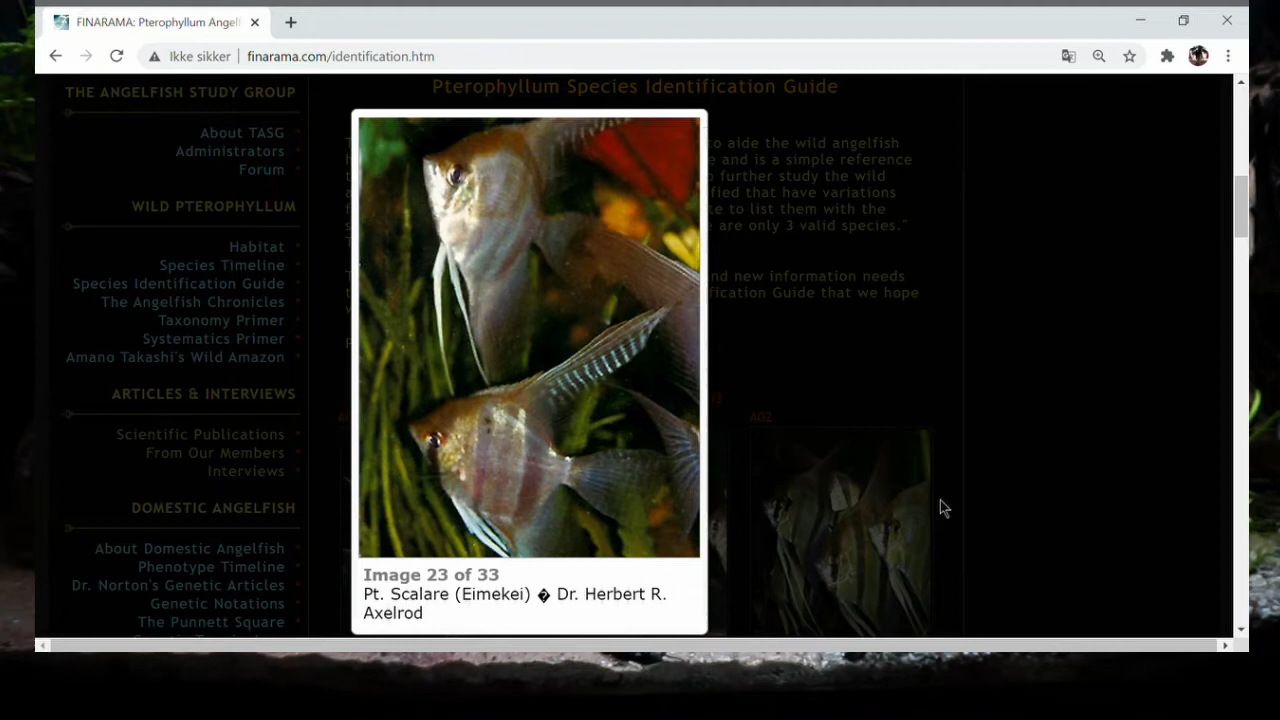 FINARAMA: Pterophyllum Angelf
Ikke sikker
finarama.com/identification.htm
THE ANGELFISH STUDY GROUP
About TASG
Administrators
Forum
WILD PTEROPHYLLUM
Habitat
Species Timeline
Species Identification Guide
The Angelfish Chronicles
Taxonomy Primer
Systematics Primer
Amano Takashi's Wild Amazon
ARTICLES & INTERVIEWS
Scientific Publications
From Our Members
Interviews
DOMESTIC ANGELFISH
About Domestic Angelfish
Phenotype Timeline
Dr. Norton's Genetic Articles
Genetic Notations
The Punnett Square
Pterophyllum Species Identification Guide
to aide the wild angelfish
and is a simple reference
further study the wild
fied that have variations
te to list them with the
are only 3 valid species."
nd new information needs
fication Guide that we hope
A02
Image 23 of 33
Pt. Scalare (Eimekei) � Dr. Herbert R.
Axelrod